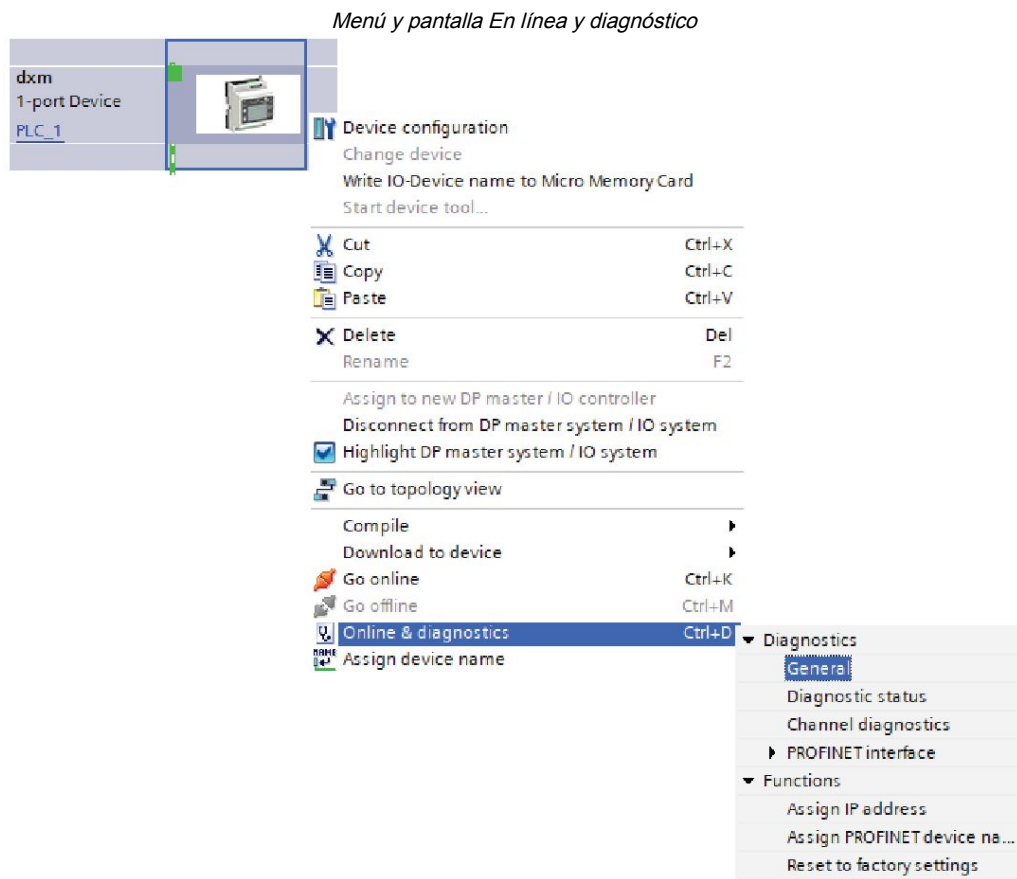 Menú y pantalla En línea y diagnóstico
dxm
1-port Device
PLC_1
Device configuration
Change device
Write IO-Device name to Micro Memory Card
Start device tool...
Cut Ctrl+X
Copy Ctrl+C
Paste Ctrl+V
Delete Del
Rename F2
Assign to new DP master / IO controller
Disconnect from DP master system / IO system
Highlight DP master system / IO system
Go to topology view
Compile
Download to device
Go online Ctrl+K
Go offline Ctrl+M
Online & diagnostics Ctrl+D
NAME Assign device name
Diagnostics
General
Diagnostic status
Channel diagnostics
PROFINET interface
Functions
Assign IP address
Assign PROFINET device na...
Reset to factory settings